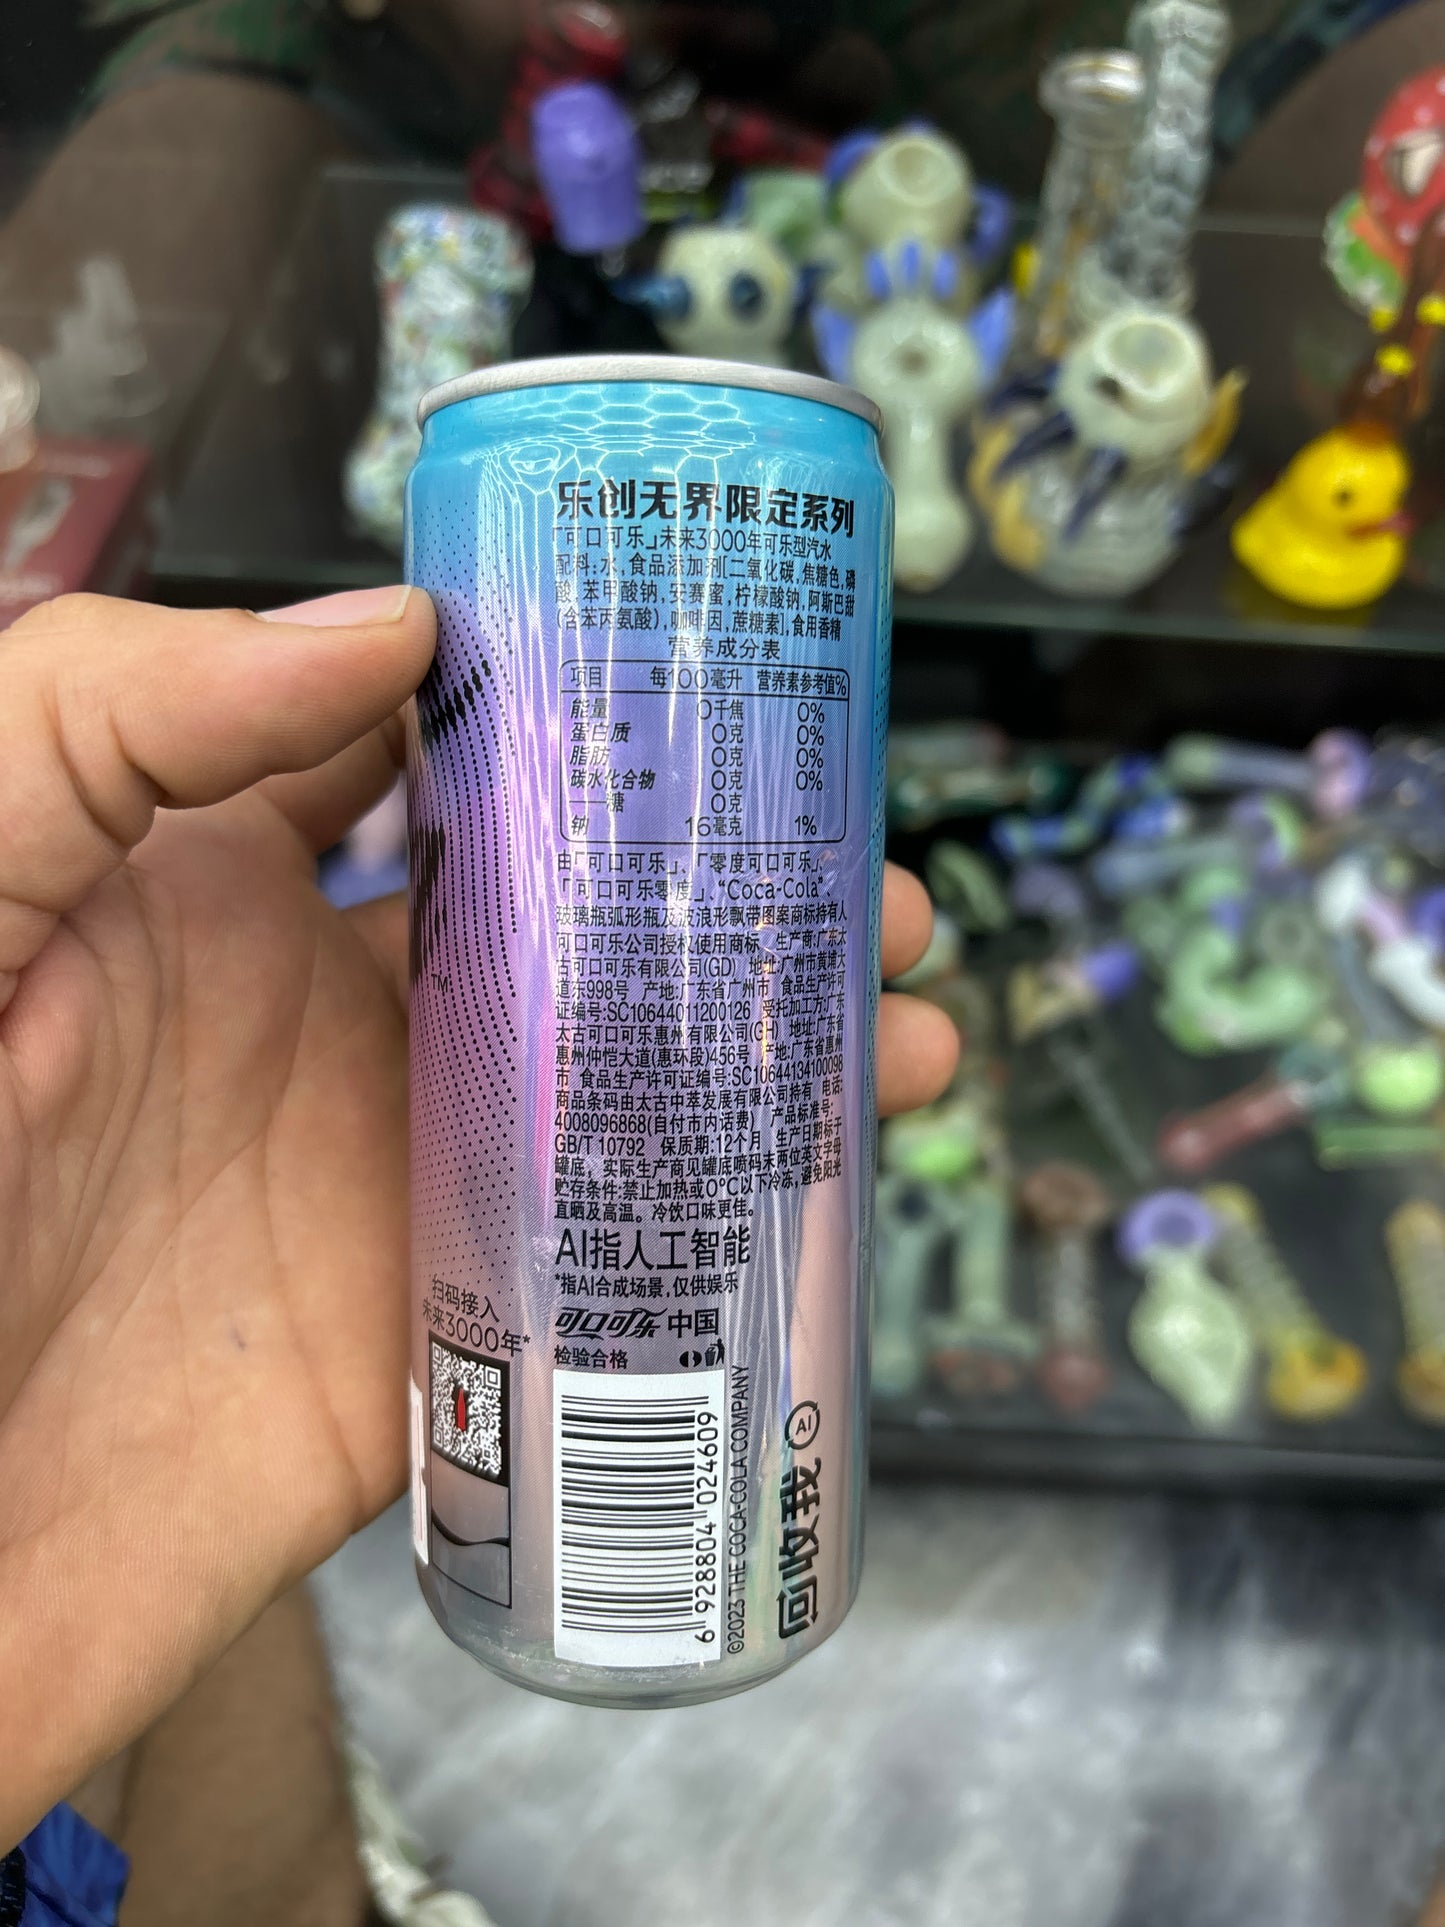 乐创无界限定系列
「可口可乐」未来3000年可乐型汽水
配料:水,食品添加剂[二氧化碳,焦糖色,磷
酸,苯甲酸钠,安赛蜜,柠檬酸钠,阿斯巴甜
(含苯丙氨酸),咖啡因,蔗糖素],食用香精
营养成分表
项目 每100毫升 营养素参考值%
能量 0千焦 0%
蛋白质 0克 0%
脂肪 0克 0%
碳水化合物 0克 0%
——糖 0克
钠 16毫克 1%
由「可口可乐」、「零度可口可乐」、
「可口可乐零度」、“Coca-Cola”、
玻璃瓶弧形瓶及波浪形飘带图案商标持有人
可口可乐公司授权使用商标 生产商:广东太
古可口可乐有限公司(GD) 地址:广州市黄埔大
道东998号 产地:广东省广州市 食品生产许可
证编号:SC10644011200126 受托加工方:广东
太古可口可乐惠州有限公司(GH) 地址:广东省
惠州仲恺大道(惠环段)456号 产地:广东省惠州
市 食品生产许可证编号:SC10644134100098
商品条码由太古中萃发展有限公司持有 电话:
4008096868(自付市内话费) 产品标准号:
GB/T 10792 保质期:12个月 生产日期标于
罐底，实际生产商见罐底喷码末两位英文字母
贮存条件:禁止加热或0°C以下冷冻,避免阳光
直晒及高温。冷饮口味更佳。
AI指人工智能
*指AI合成场景,仅供娱乐
可口可乐 中国
检验合格
6 928804 024609
©2023 THE COCA-COLA COMPANY
回收我 AI
TM
扫码接入
未来3000年*